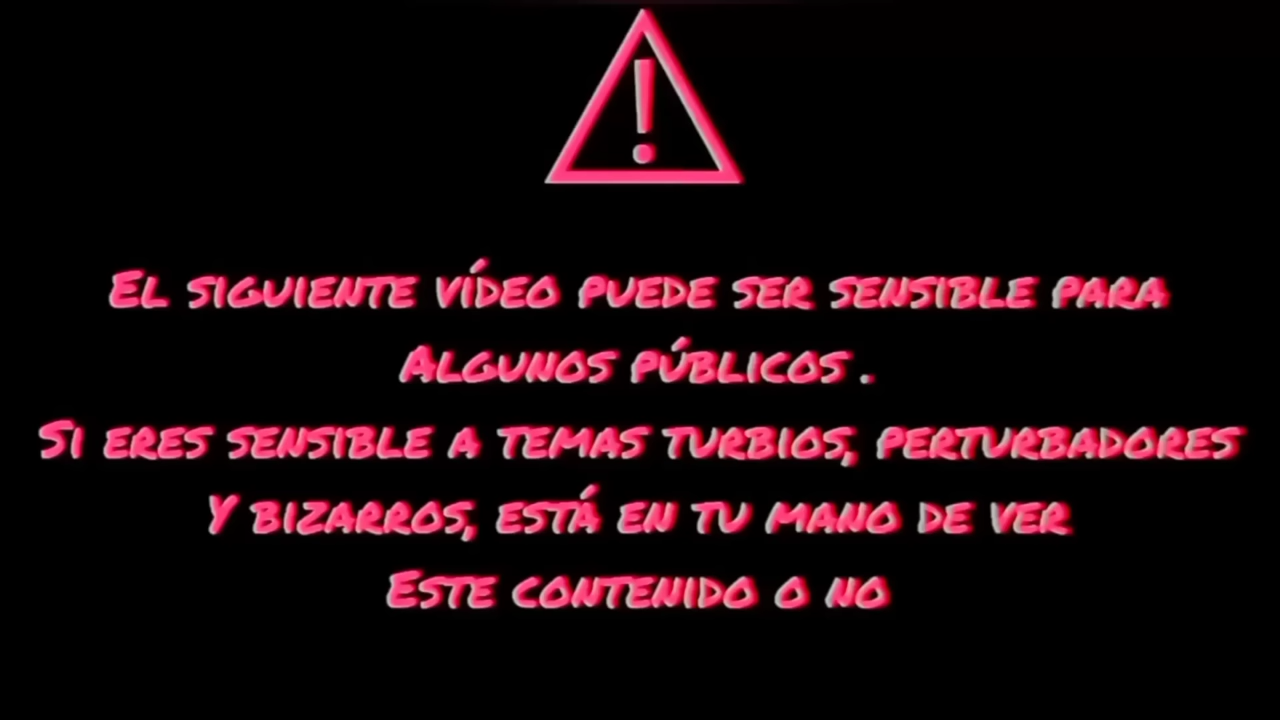 El siguiente vídeo puede ser sensible para
Algunos públicos .
Si eres sensible a temas turbios, perturbadores
Y bizarros, está en tu mano de ver
Este contenido o no